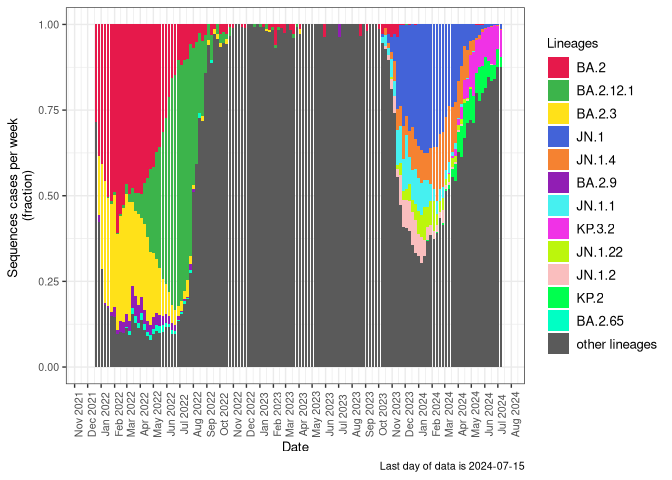 1.00
0.75
0.50
0.25
0.00
Sequences cases per week
(fraction)
Nov 2021
Dec 2021
Jan 2022
Feb 2022
Mar 2022
Apr 2022
May 2022
Jun 2022
Jul 2022
Aug 2022
Sep 2022
Oct 2022
Nov 2022
Dec 2022
Jan 2023
Feb 2023
Mar 2023
Apr 2023
May 2023
Jun 2023
Jul 2023
Aug 2023
Sep 2023
Oct 2023
Nov 2023
Dec 2023
Jan 2024
Feb 2024
Mar 2024
Apr 2024
May 2024
Jun 2024
Jul 2024
Aug 2024
Date
Lineages
BA.2
BA.2.12.1
BA.2.3
JN.1
JN.1.4
BA.2.9
JN.1.1
KP.3.2
JN.1.22
JN.1.2
KP.2
BA.2.65
other lineages
Last day of data is 2024-07-15